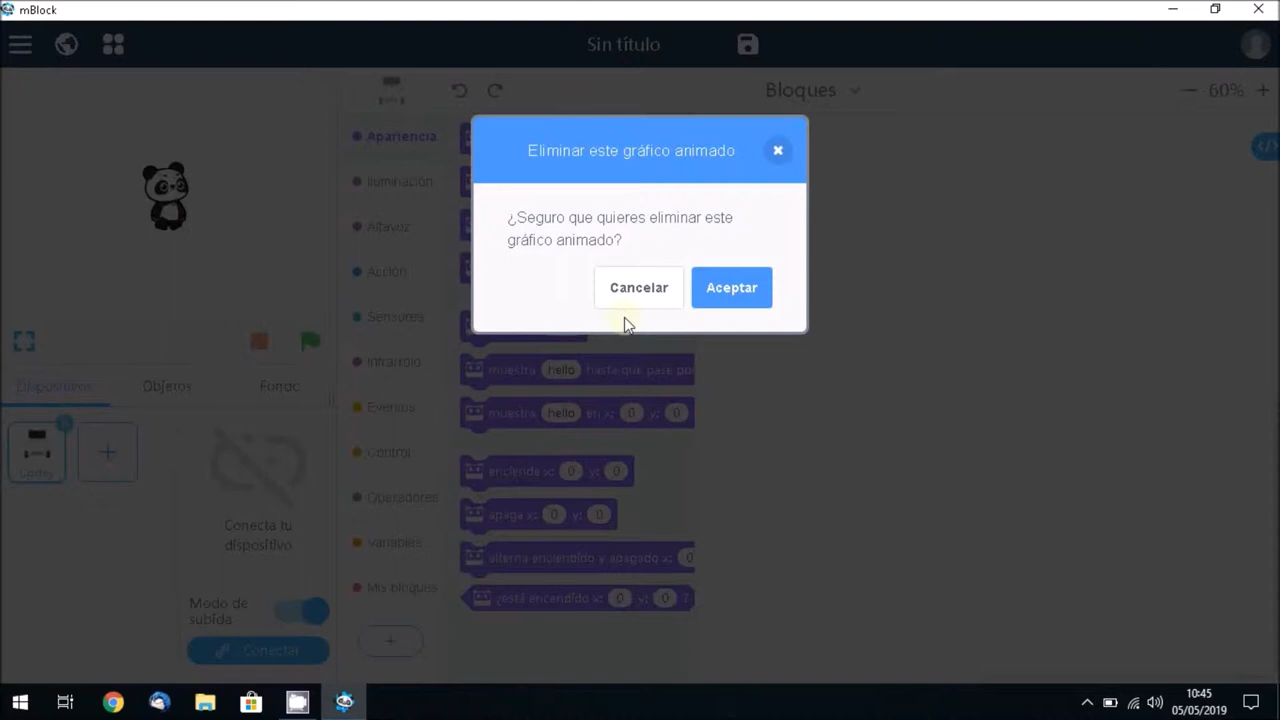 mBlock
Sin título
Bloques
60%
Apariencia
Iluminación
Altavoz
Acción
Sensores
Infrarrojo
Eventos
Control
Operadores
Variables
Mis bloques
Eliminar este gráfico animado
¿Seguro que quieres eliminar este
gráfico animado?
Cancelar
Aceptar
muestra hello hasta que pase po
muestra hello en x: 0 y: 0
enciende x: 0 y: 0
apaga x: 0 y: 0
alterna encendido y apagado x: 0
¿está encendido x: 0 y: 0 ?
Dispositivos
Objetos
Fondo
Codey
Conecta tu
dispositivo
Modo de
subida
Conectar
10:45
05/05/2019